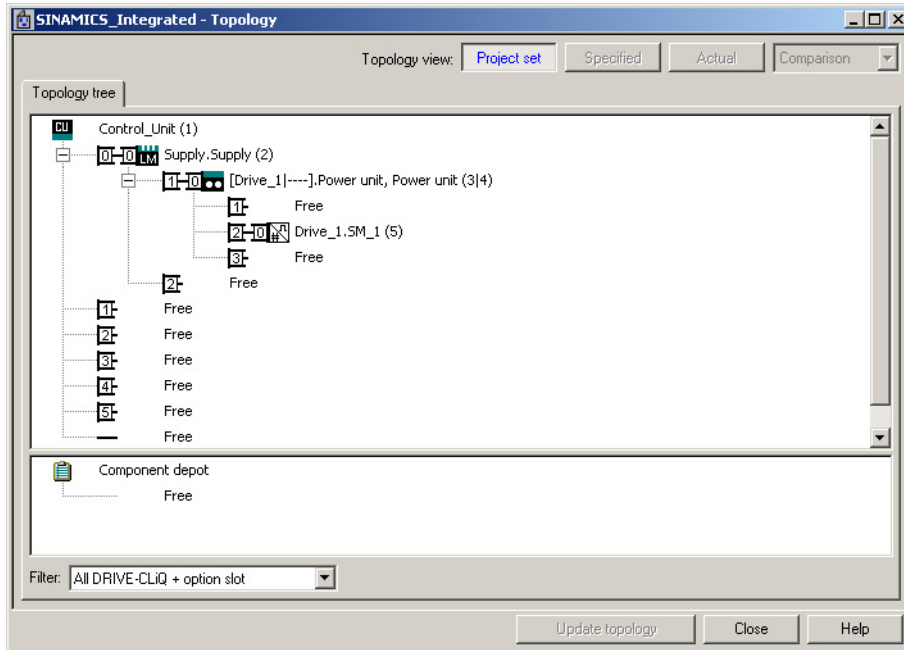 SINAMICS_Integrated - Topology
Topology view: Project set Specified Actual Comparison
Topology tree
CU Control_Unit (1)
0 0 LM Supply.Supply (2)
1 0 [Drive_1|----].Power unit, Power unit (3|4)
1 Free
2 0 # Drive_1.SM_1 (5)
3 Free
2 Free
1 Free
2 Free
3 Free
4 Free
5 Free
Free
Component depot
Free
Filter: All DRIVE-CLiQ + option slot
Update topology Close Help